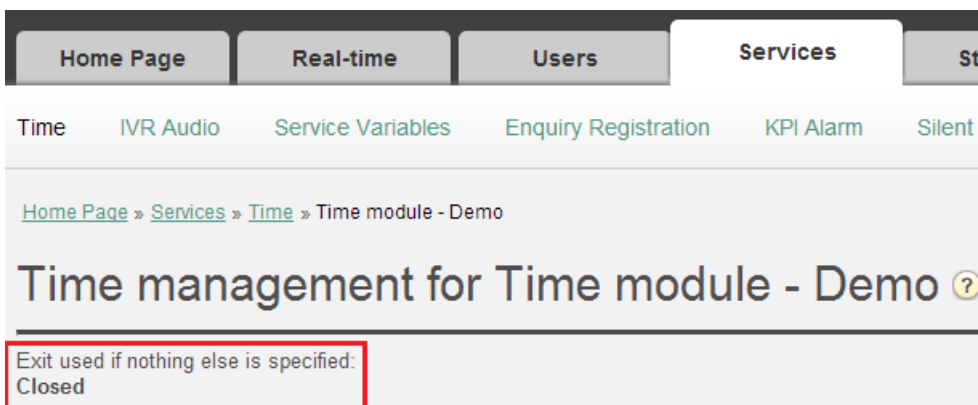 Home Page Real-time Users Services St
Time IVR Audio Service Variables Enquiry Registration KPI Alarm Silent
Home Page » Services » Time » Time module - Demo
Time management for Time module - Demo ?
Exit used if nothing else is specified:
Closed